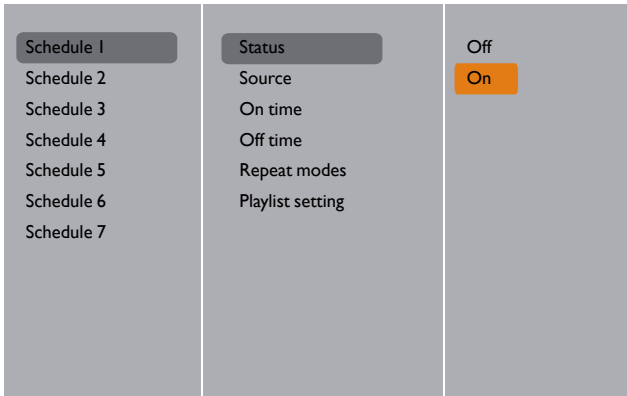 Schedule 1
Schedule 2
Schedule 3
Schedule 4
Schedule 5
Schedule 6
Schedule 7
Status
Source
On time
Off time
Repeat modes
Playlist setting
Off
On